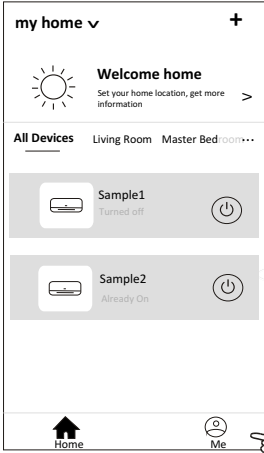 my home
+
Welcome home
Set your home location, get more
information
>
All Devices Living Room Master Bedroom...
Sample1
Turned off
Sample2
Already On
Home Me